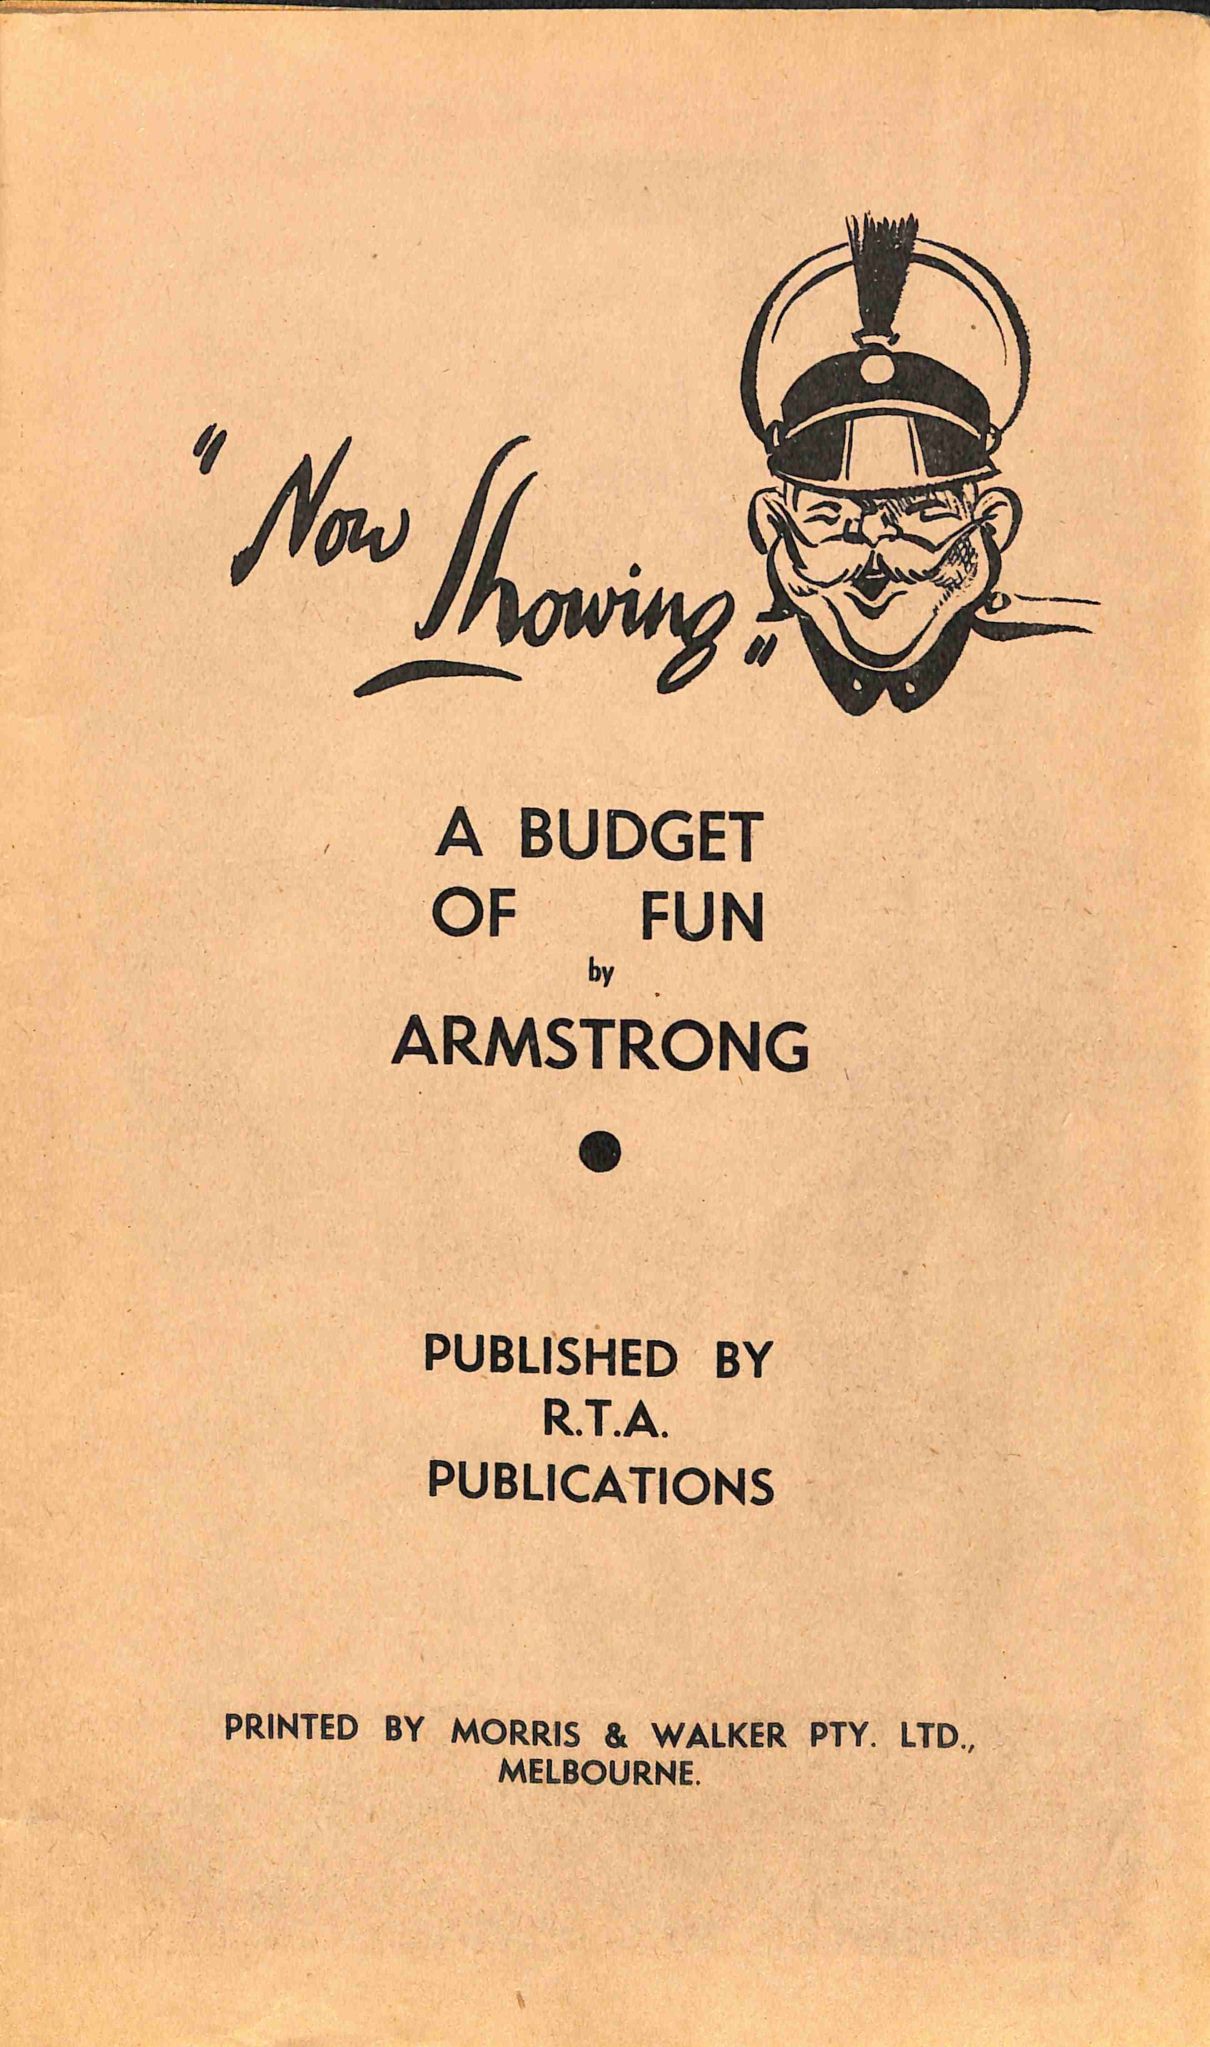 "Now
Showing"
A BUDGET
OF FUN
by
ARMSTRONG
PUBLISHED BY
R.T.A.
PUBLICATIONS
PRINTED BY MORRIS & WALKER PTY. LTD.,
MELBOURNE.